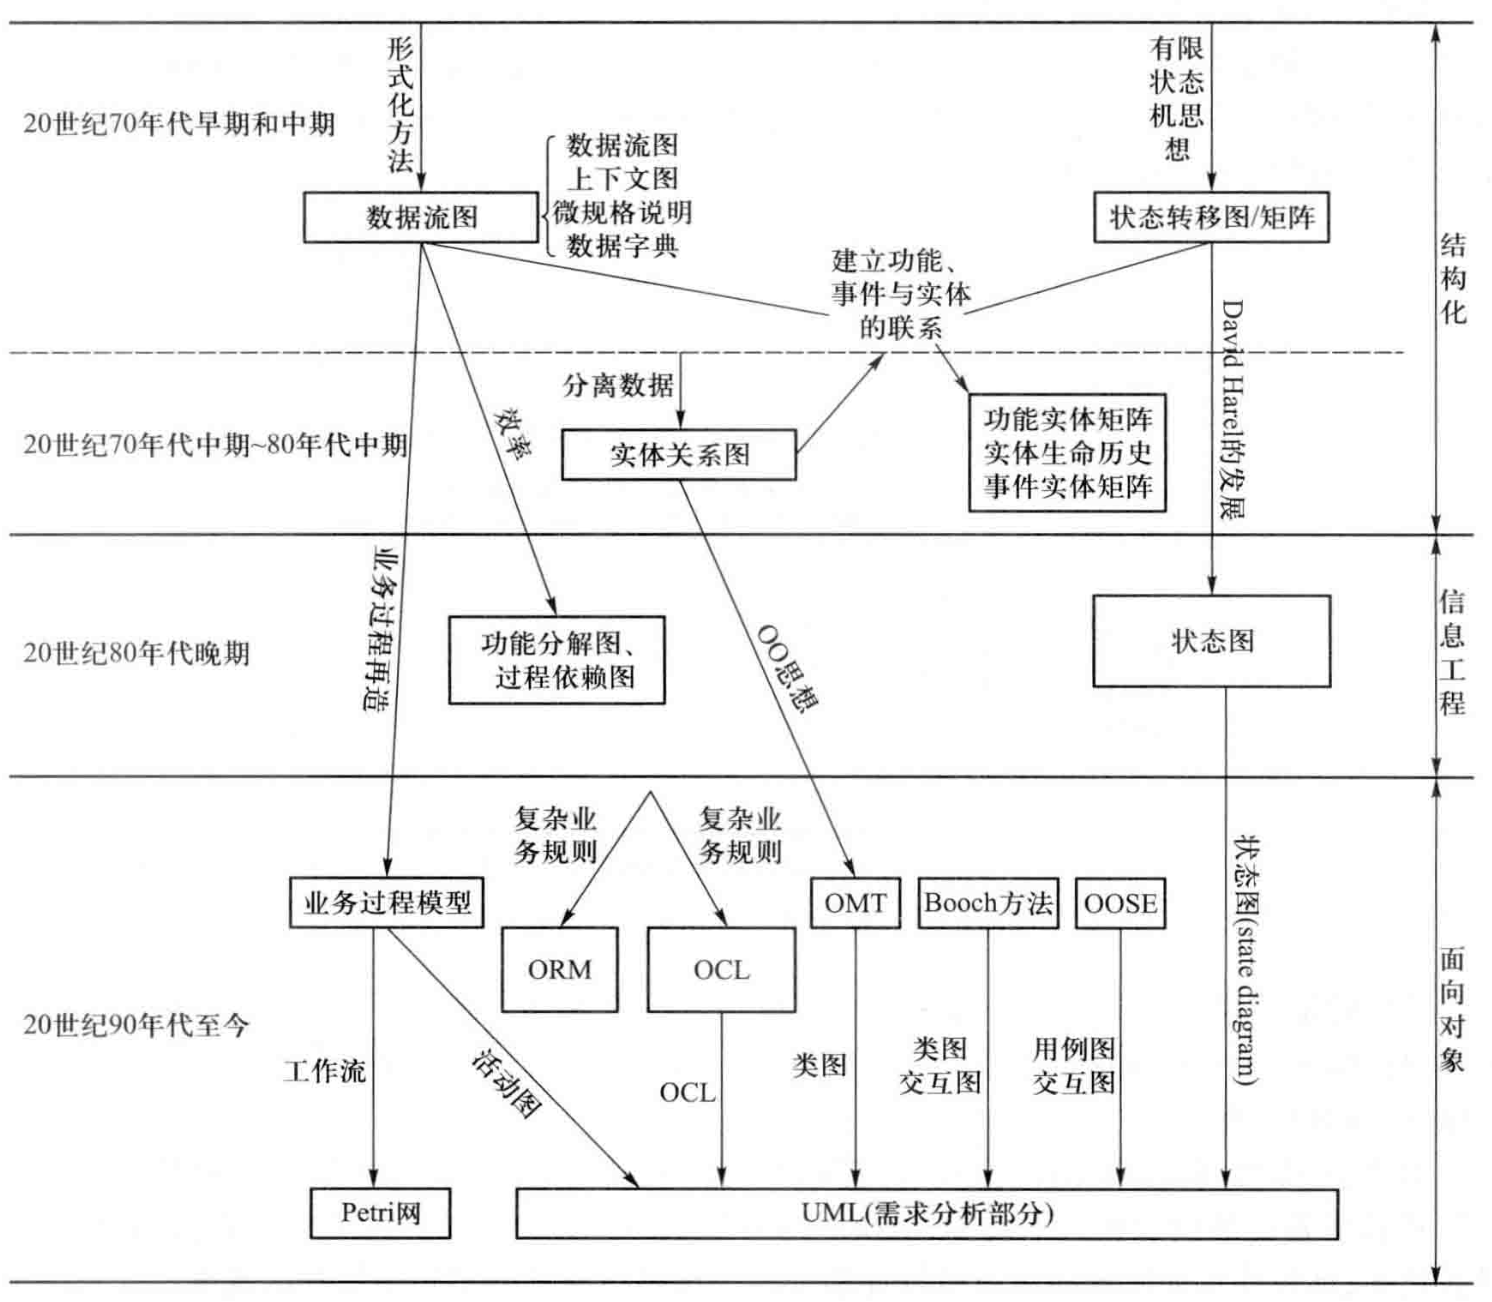 形式化方法
有限
状态
机思
想
20世纪70年代早期和中期
数据流图
上下文图
微规格说明
数据字典
数据流图
状态转移图/矩阵
建立功能、
事件与实体
的联系
结构化
David Harel的发展
分离数据
效率
20世纪70年代中期~80年代中期
实体关系图
功能实体矩阵
实体生命历史
事件实体矩阵
业务过程再造
20世纪80年代晚期
功能分解图、
过程依赖图
OO思想
状态图
信息工程
复杂业
务规则
复杂业
务规则
状态图(state diagram)
业务过程模型
ORM
OCL
OMT
Booch方法
OOSE
面向对象
20世纪90年代至今
工作流
活动图
OCL
类图
类图
交互图
用例图
交互图
Petri网
UML(需求分析部分)